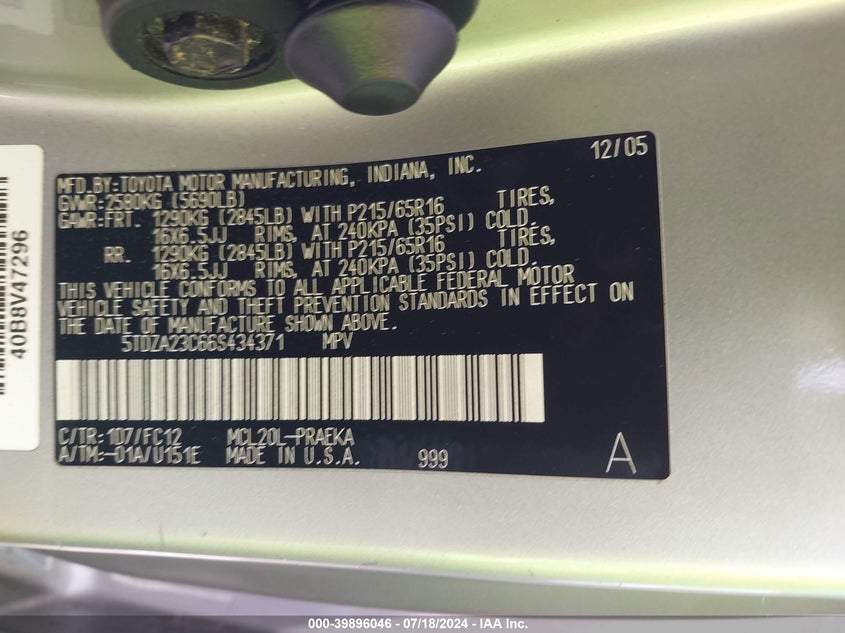 12/05
MFD.BY:TOYOTA MOTOR MANUFACTURING, INDIANA, INC.
GVWR:2580KG (5690LB)
GAWR:FRT. 1290KG (2845LB) WITH P215/65R16 TIRES,
16X6.5JJ RIMS, AT 240KPA (35PSI) COLD.
RR. 1290KG (2845LB) WITH P215/65R16 TIRES,
16X6.5JJ RIMS, AT 240KPA (35PSI) COLD.
THIS VEHICLE CONFORMS TO ALL APPLICABLE FEDERAL MOTOR
VEHICLE SAFETY AND THEFT PREVENTION STANDARDS IN EFFECT ON
THE DATE OF MANUFACTURE SHOWN ABOVE.
5TDZA23C66S434371 MPV
C/TR:1D7/FC12 MCL20L-PRAEKA
A/TM:-01A/U151E MADE IN U.S.A. 999
A
40B8V47296
000-39896046 - 07/18/2024 - IAA Inc.